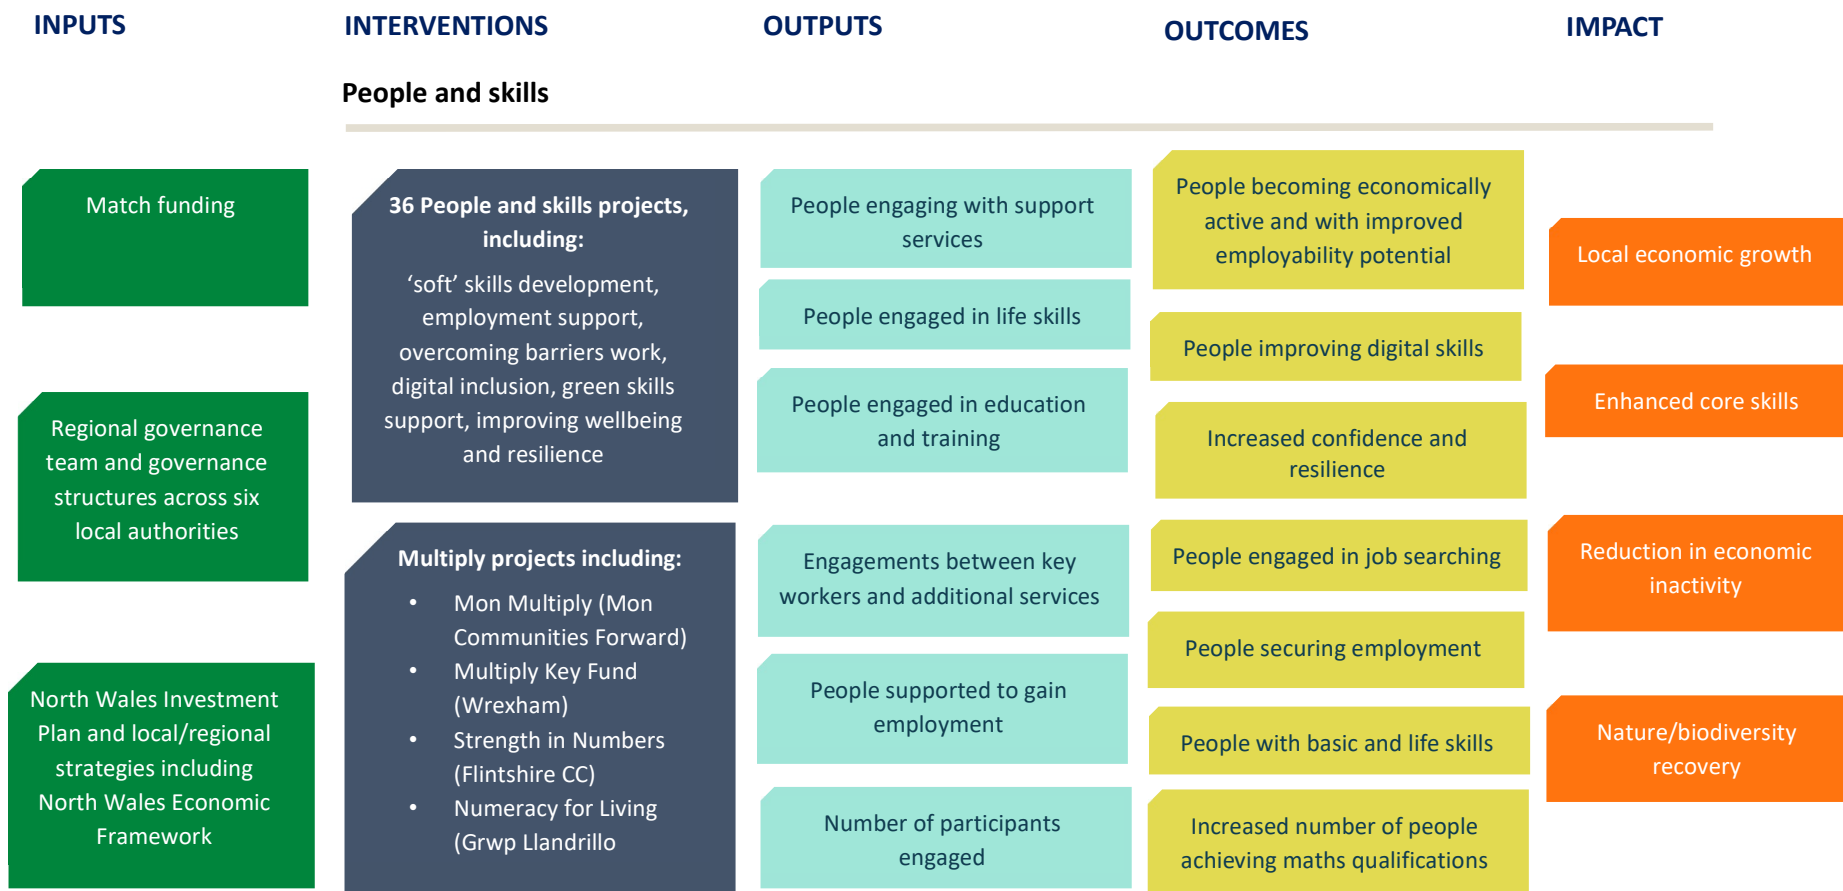 INPUTS
INTERVENTIONS
OUTPUTS
OUTCOMES
IMPACT
People and skills
Match funding
Regional governance
team and governance
structures across six
local authorities
North Wales Investment
Plan and local/regional
strategies including
North Wales Economic
Framework
36 People and skills projects,
including:
‘soft’ skills development,
employment support,
overcoming barriers work,
digital inclusion, green skills
support, improving wellbeing
and resilience
Multiply projects including:
• Mon Multiply (Mon
Communities Forward)
• Multiply Key Fund
(Wrexham)
• Strength in Numbers
(Flintshire CC)
• Numeracy for Living
(Grwp Llandrillo
People engaging with support
services
People engaged in life skills
People engaged in education
and training
Engagements between key
workers and additional services
People supported to gain
employment
Number of participants
engaged
People becoming economically
active and with improved
employability potential
People improving digital skills
Increased confidence and
resilience
People engaged in job searching
People securing employment
People with basic and life skills
Increased number of people
achieving maths qualifications
Local economic growth
Enhanced core skills
Reduction in economic
inactivity
Nature/biodiversity
recovery